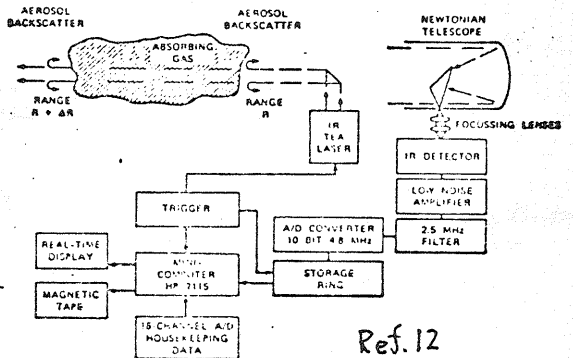 AEROSOL
BACKSCATTER
AEROSOL
BACKSCATTER
NEWTONIAN
TELESCOPE
ABSORBING
GAS
RANGE
R + ΔR
RANGE
R
IR
TEA
LASER
FOCUSSING LENSES
IR DETECTOR
LOW NOISE
AMPLIFIER
2.5 MHz
FILTER
TRIGGER
A/D CONVERTER
10 BIT 4.8 MHz
STORAGE
RING
REAL-TIME
DISPLAY
MAGNETIC
TAPE
MINI-
COMPUTER
HP 2115
16-CHANNEL A/D
HOUSEKEEPING
DATA
Ref. 12